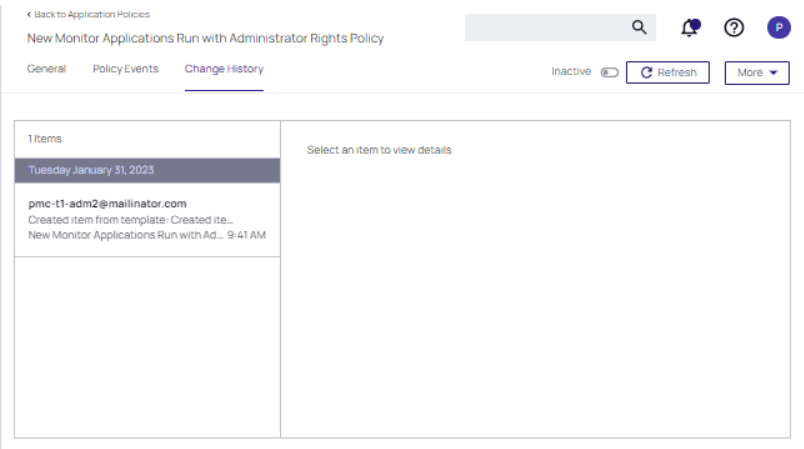 Back to Application Policies
New Monitor Applications Run with Administrator Rights Policy
P
General Policy Events Change History
Inactive Refresh More
1 Items
Select an item to view details
Tuesday January 31, 2023
pmc-t1-adm2@mailinator.com
Created item from template: Created ite...
New Monitor Applications Run with Ad... 9:41 AM